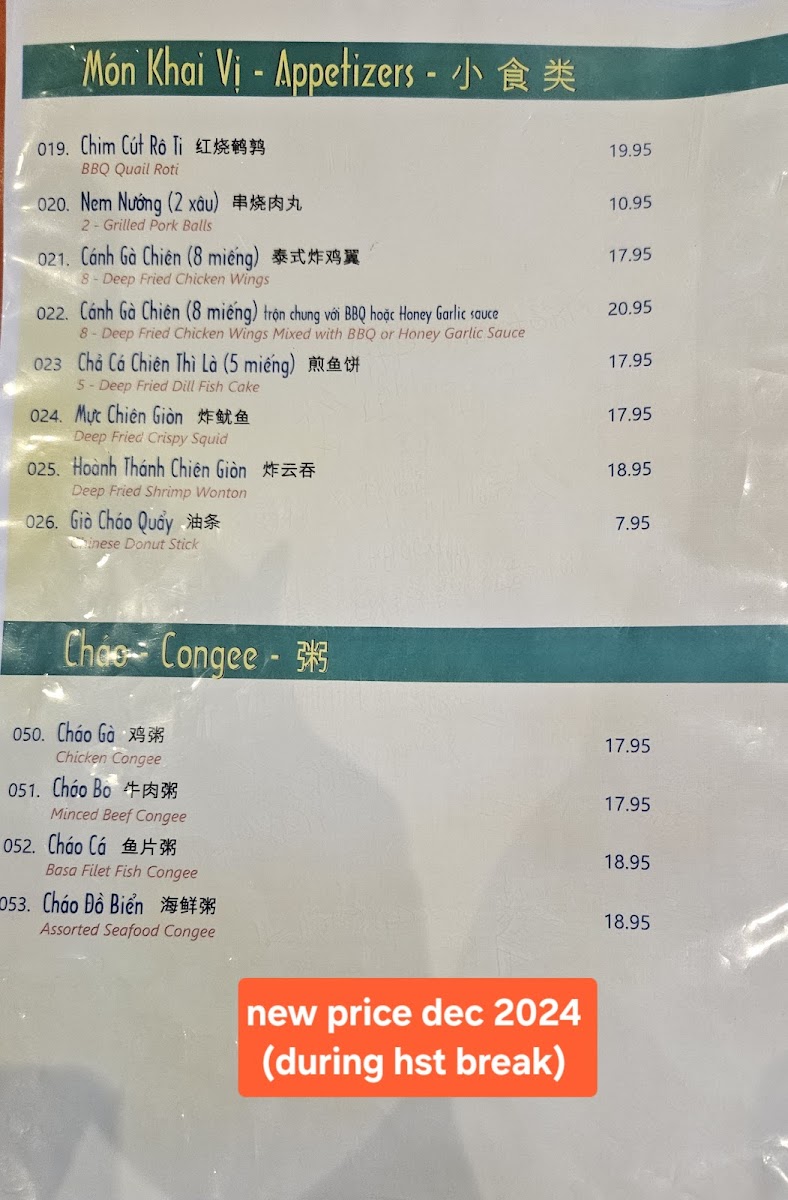 Món Khai Vị - Appetizers - 小食类
019. Chim Cút Rô Ti 红烧鹌鹑 19.95
BBQ Quail Roti
020. Nem Nướng (2 xâu) 串烧肉丸 10.95
2 - Grilled Pork Balls
021. Cánh Gà Chiên (8 miếng) 泰式炸鸡翼 17.95
8 - Deep Fried Chicken Wings
022. Cánh Gà Chiên (8 miếng) trộn chung với BBQ hoặc Honey Garlic sauce 20.95
8 - Deep Fried Chicken Wings Mixed with BBQ or Honey Garlic Sauce
023 Chả Cá Chiên Thì Là (5 miếng) 煎鱼饼 17.95
5 - Deep Fried Dill Fish Cake
024. Mực Chiên Giòn 炸鱿鱼 17.95
Deep Fried Crispy Squid
025. Hoành Thánh Chiên Giòn 炸云吞 18.95
Deep Fried Shrimp Wonton
026. Giò Cháo Quẩy 油条 7.95
Chinese Donut Stick
Cháo - Congee - 粥
050. Cháo Gà 鸡粥 17.95
Chicken Congee
051. Cháo Bò 牛肉粥 17.95
Minced Beef Congee
052. Cháo Cá 鱼片粥 18.95
Basa Filet Fish Congee
053. Cháo Đồ Biển 海鲜粥 18.95
Assorted Seafood Congee
new price dec 2024
(during hst break)